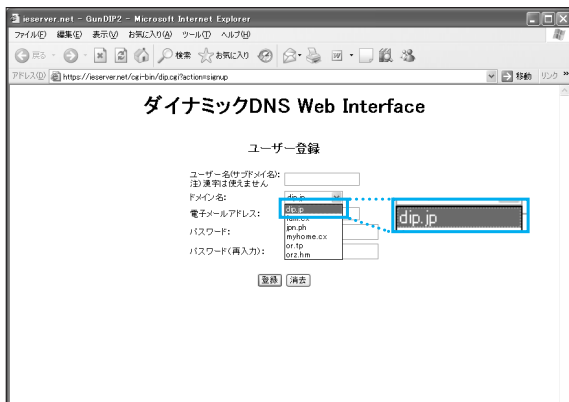 ieserver.net - GunDIP2 - Microsoft Internet Explorer
ファイル(F) 編集(E) 表示(V) お気に入り(A) ツール(T) ヘルプ(H)
戻る 検索 お気に入り
アドレス(D) https://ieserver.net/cgi-bin/dip.cgi?action=signup 移動 リンク »
ダイナミックDNS Web Interface
ユーザー登録
ユーザー名(サブドメイン名):
注)漢字は使えません
ドメイン名: dip.jp
dip.jp dip.jp
電子メールアドレス:
jpn.ph
パスワード:
myhome.cx
or.tp
パスワード(再入力):
orz.hm
登録 消去